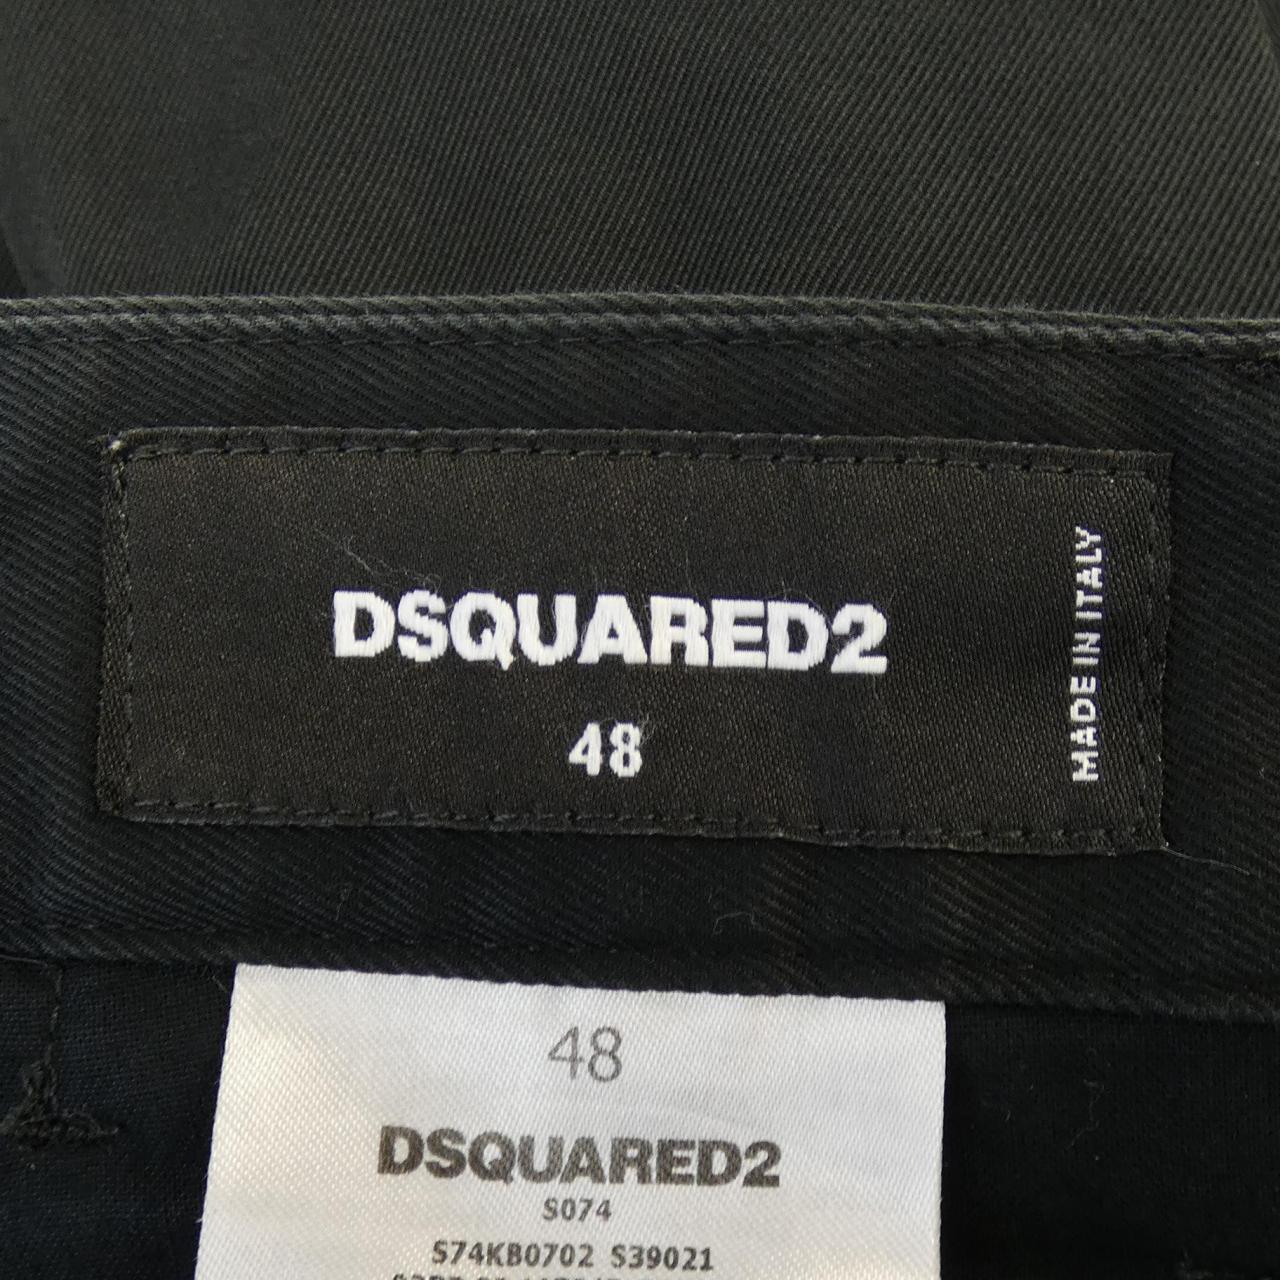 DSQUARED2
48
MADE IN ITALY
48
DSQUARED2
S074
S74KB0702 S39021